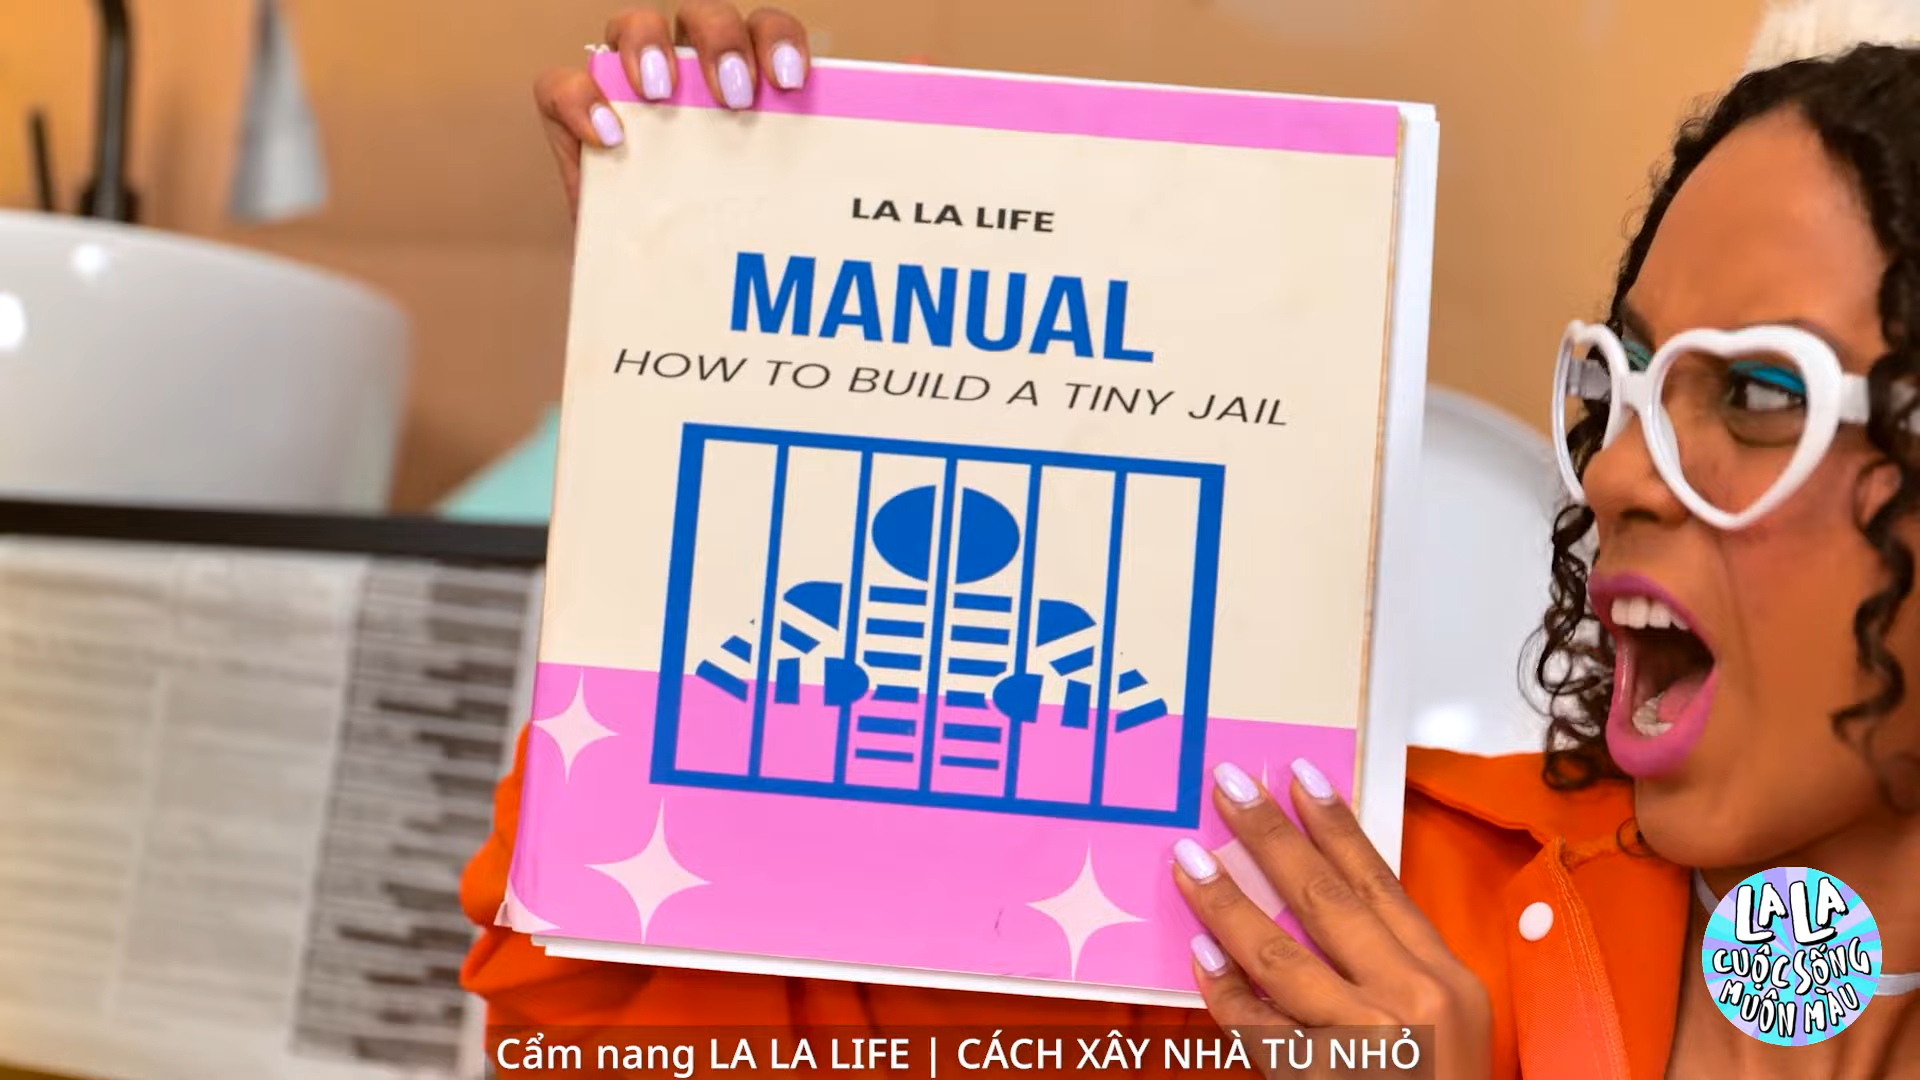 LA LA LIFE
MANUAL
HOW TO BUILD A TINY JAIL
LA LA
CUỘC SỐNG
MUÔN MÀU
Cẩm nang LA LA LIFE | CÁCH XÂY NHÀ TÙ NHỎ